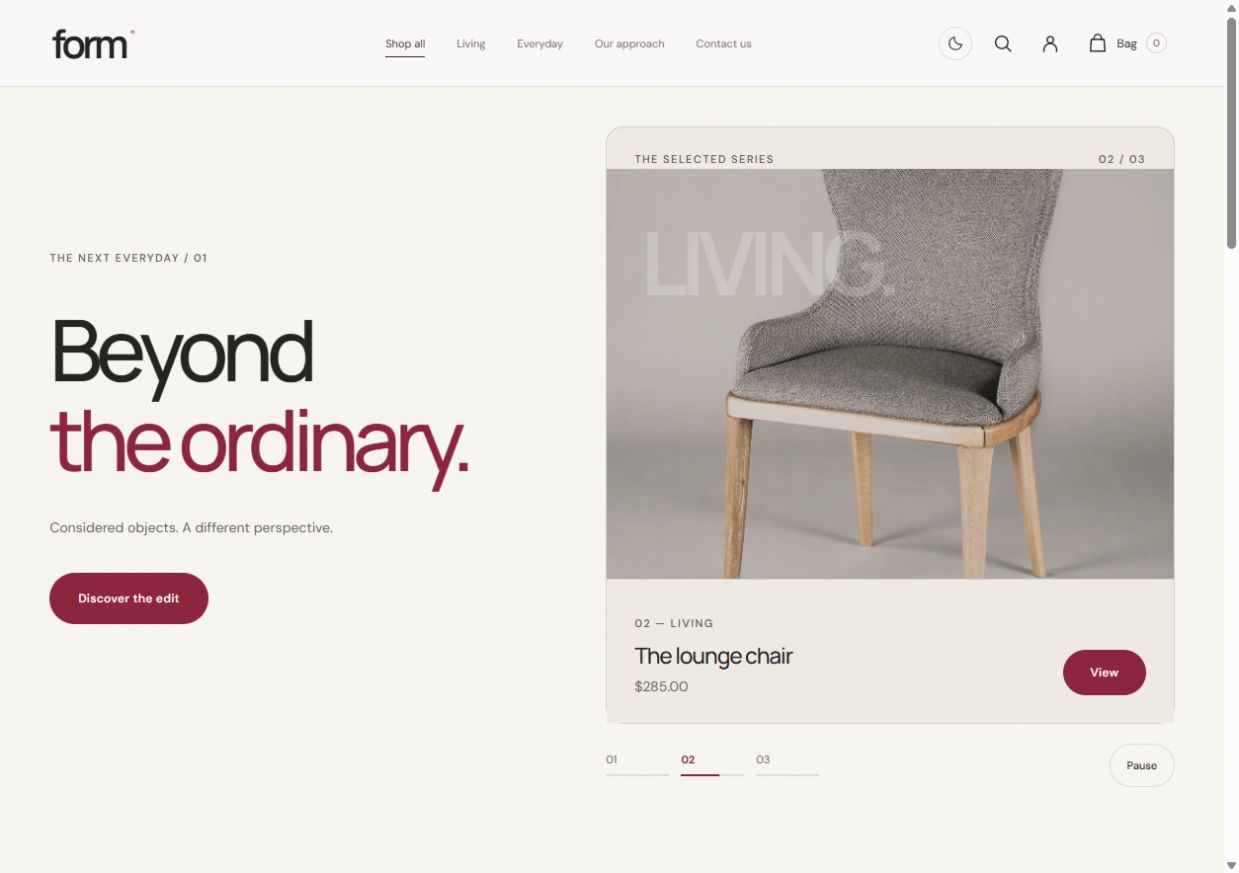 form
Shop all
Living
Everyday
Our approach
Contact us
Bag
0
THE NEXT EVERYDAY / 01
Beyond
the ordinary.
Considered objects. A different perspective.
Discover the edit
THE SELECTED SERIES
02 / 03
LIVING.
02 — LIVING
The lounge chair
$285.00
View
01
02
03
Pause